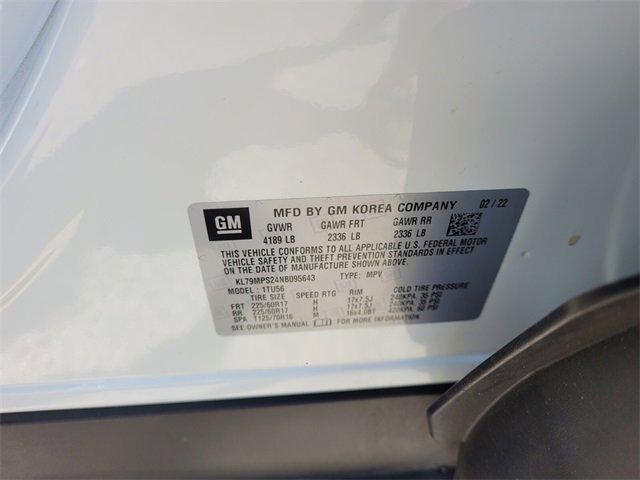 GM
MFD BY GM KOREA COMPANY 02/22
GVWR GAWR FRT GAWR RR
4189 LB 2336 LB 2336 LB
THIS VEHICLE CONFORMS TO ALL APPLICABLE U.S. FEDERAL MOTOR
VEHICLE SAFETY, BUMPER, AND THEFT PREVENTION STANDARDS IN EFFECT
ON THE DATE OF MANUFACTURE SHOWN ABOVE.
KL79MPS24NB095643 TYPE: MPV
MODEL: 1TU56
TIRE SIZE SPEED RTG RIM COLD TIRE PRESSURE
FRT 225/60R17 H 17x7.5J 240KPA, 35 PSI
RR 225/60R17 H 17x7.5J 240KPA, 35 PSI
SPA T125/70R16 M 16x4.0BT 420KPA, 60 PSI
SEE OWNER'S MANUAL FOR MORE INFORMATION.